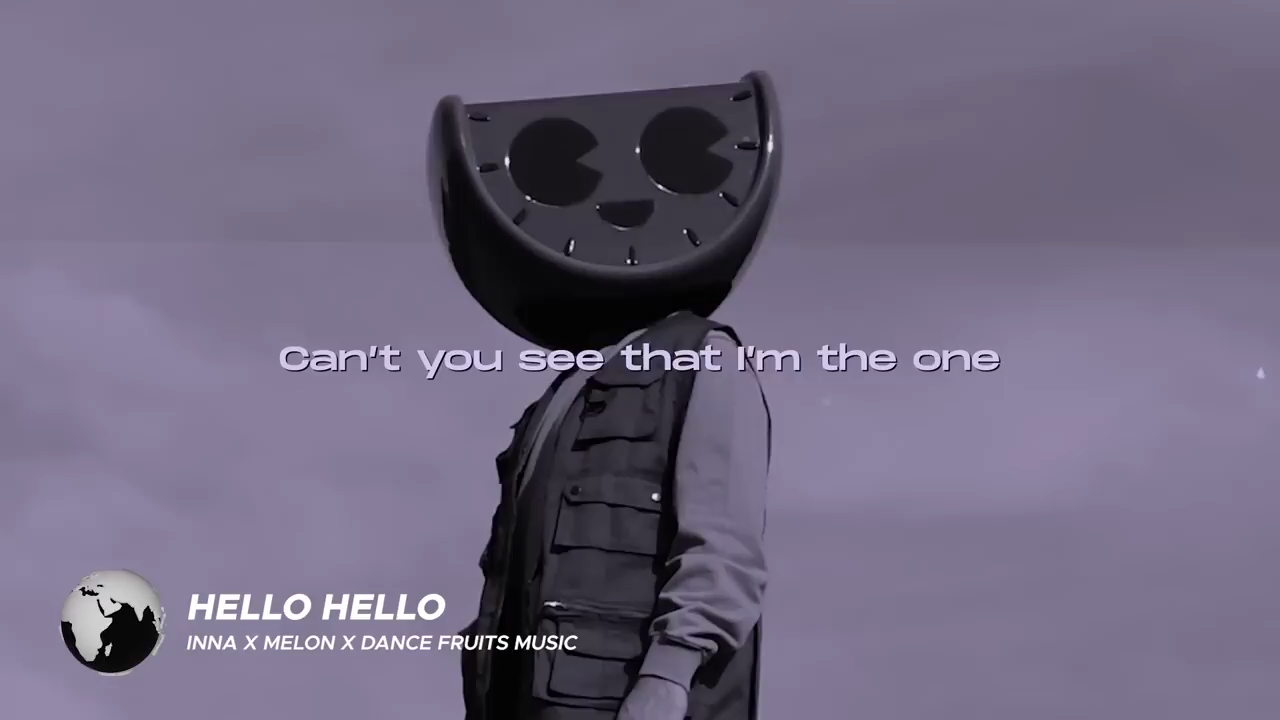 Can't you see that I'm the one
HELLO HELLO
INNA X MELON X DANCE FRUITS MUSIC